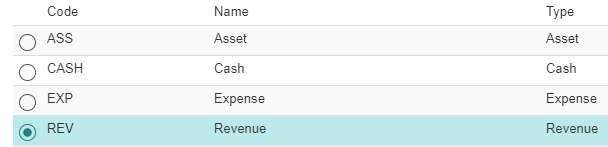 Code Name Type
ASS Asset Asset
CASH Cash Cash
EXP Expense Expense
REV Revenue Revenue